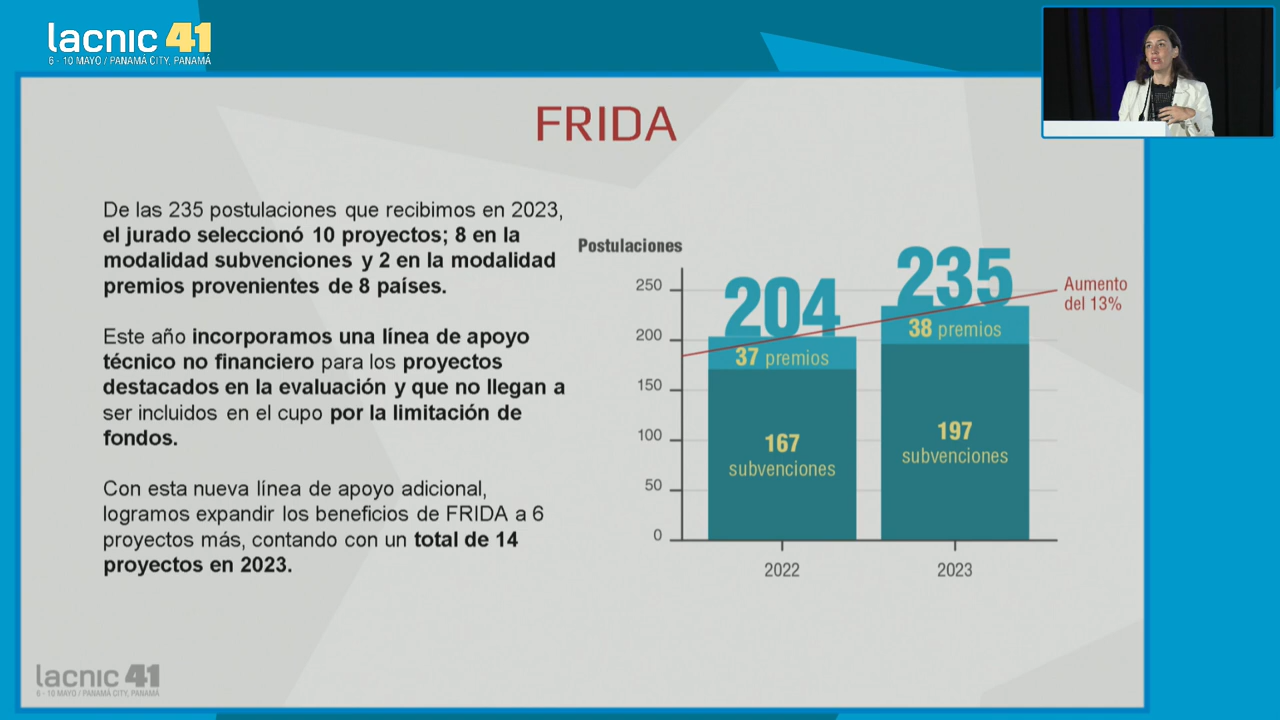 lacnic 41
6 - 10 MAYO / PANAMÁ CITY, PANAMÁ
FRIDA
De las 235 postulaciones que recibimos en 2023,
el jurado seleccionó 10 proyectos; 8 en la
modalidad subvenciones y 2 en la modalidad
premios provenientes de 8 países.
Este año incorporamos una línea de apoyo
técnico no financiero para los proyectos
destacados en la evaluación y que no llegan a
ser incluidos en el cupo por la limitación de
fondos.
Con esta nueva línea de apoyo adicional,
logramos expandir los beneficios de FRIDA a 6
proyectos más, contando con un total de 14
proyectos en 2023.
Postulaciones
250
200
150
100
50
0
204
37 premios
167
subvenciones
2022
235
38 premios
197
subvenciones
2023
Aumento
del 13%
lacnic 41
6 - 10 MAYO / PANAMÁ CITY, PANAMÁ